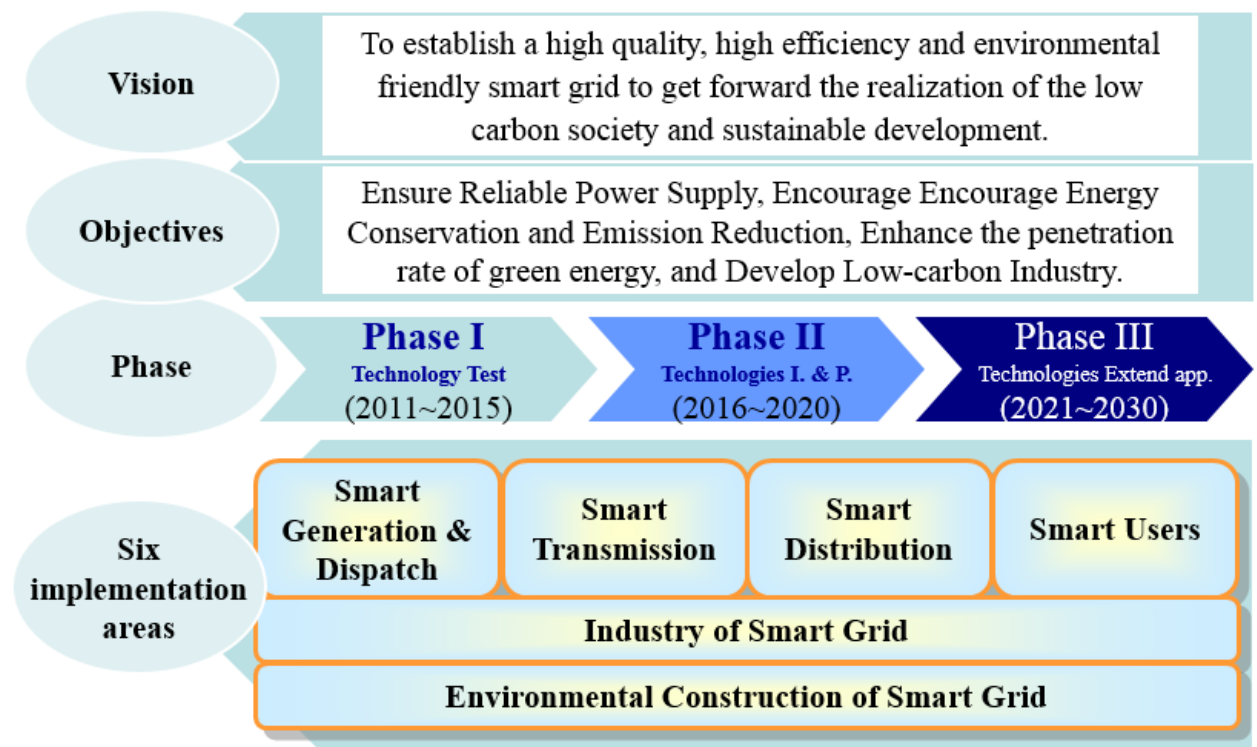 Vision
To establish a high quality, high efficiency and environmental
friendly smart grid to get forward the realization of the low
carbon society and sustainable development.
Objectives
Ensure Reliable Power Supply, Encourage Encourage Energy
Conservation and Emission Reduction, Enhance the penetration
rate of green energy, and Develop Low-carbon Industry.
Phase
Phase I
Technology Test
(2011~2015)
Phase II
Technologies I. & P.
(2016~2020)
Phase III
Technologies Extend app.
(2021~2030)
Six
implementation
areas
Smart
Generation &
Dispatch
Smart
Transmission
Smart
Distribution
Smart Users
Industry of Smart Grid
Environmental Construction of Smart Grid